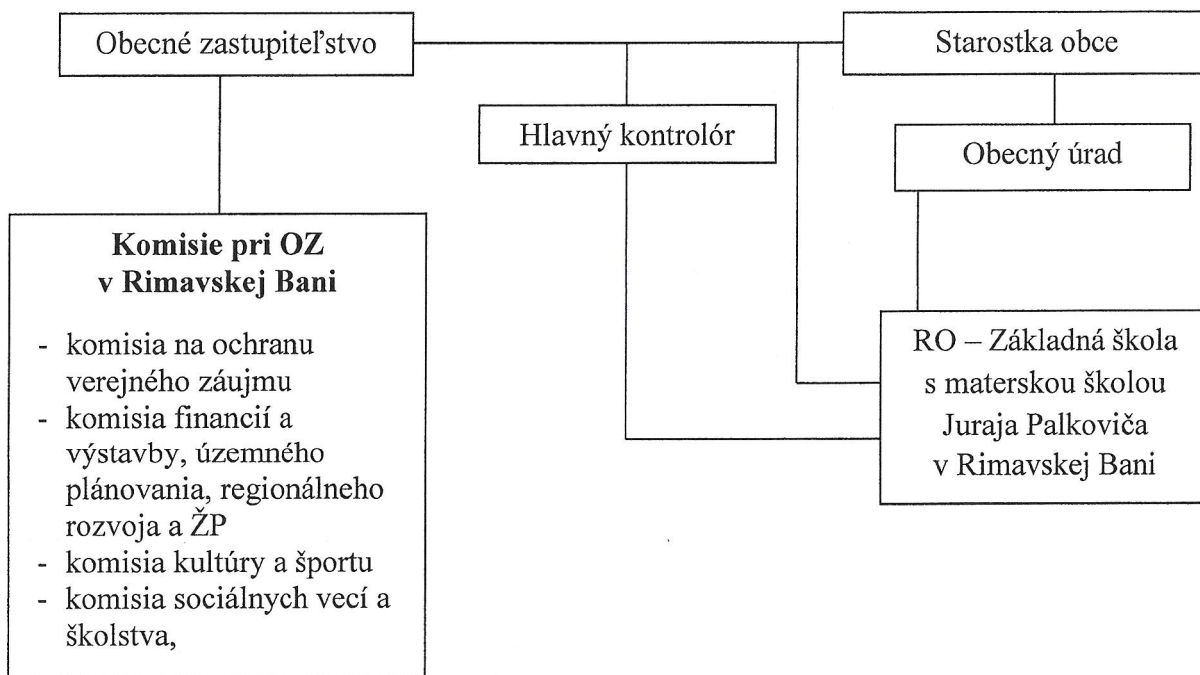 Obecné zastupiteľstvo
Starostka obce
Hlavný kontrolór
Obecný úrad
Komisie pri OZ
v Rimavskej Bani
- komisia na ochranu
verejného záujmu
- komisia financií a
výstavby, územného
plánovania, regionálneho
rozvoja a ŽP
- komisia kultúry a športu
- komisia sociálnych vecí a
školstva,
RO – Základná škola
s materskou školou
Juraja Palkoviča
v Rimavskej Bani